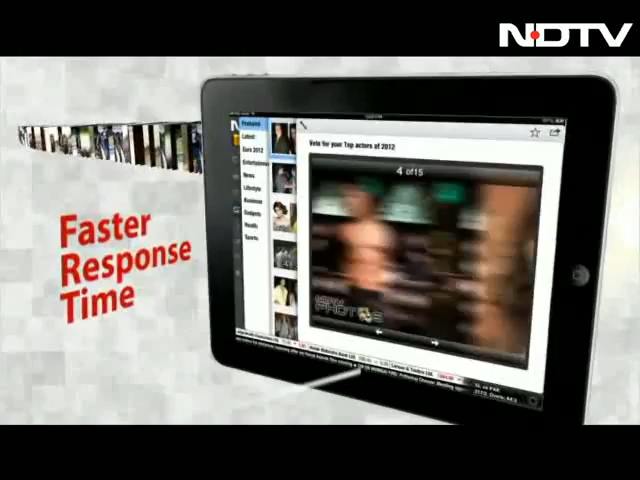 NDTV
Faster
Response
Time
Featured
Latest
Euro 2012
Entertainment
News
Lifestyle
Business
Gadgets
Health
Sports
Vote for your Top actors of 2012
4 of 15
NDTV
PHOTOS